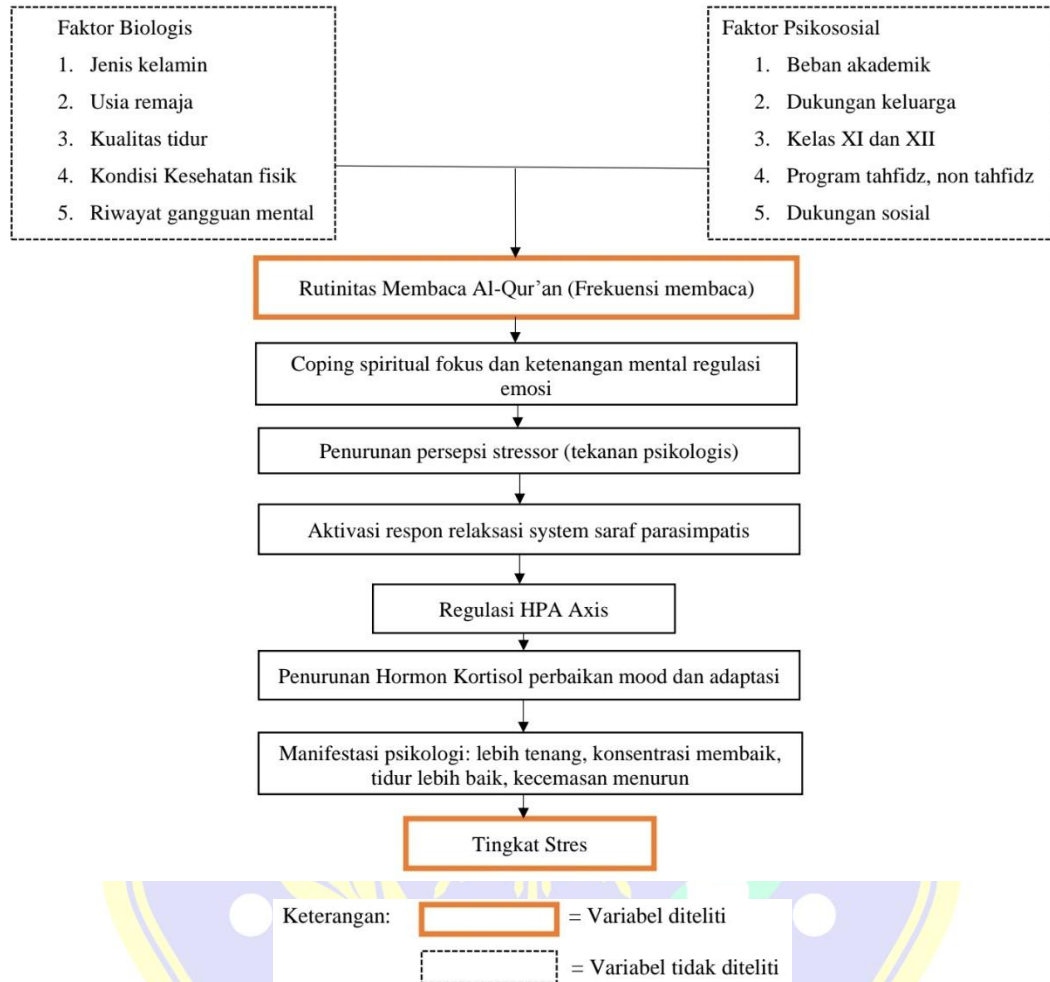 Faktor Biologis
1. Jenis kelamin
2. Usia remaja
3. Kualitas tidur
4. Kondisi Kesehatan fisik
5. Riwayat gangguan mental
Faktor Psikososial
1. Beban akademik
2. Dukungan keluarga
3. Kelas XI dan XII
4. Program tahfidz, non tahfidz
5. Dukungan sosial
Rutinitas Membaca Al-Qur’an (Frekuensi membaca)
Coping spiritual fokus dan ketenangan mental regulasi
emosi
Penurunan persepsi stressor (tekanan psikologis)
Aktivasi respon relaksasi system saraf parasimpatis
Regulasi HPA Axis
Penurunan Hormon Kortisol perbaikan mood dan adaptasi
Manifestasi psikologi: lebih tenang, konsentrasi membaik,
tidur lebih baik, kecemasan menurun
Tingkat Stres
Keterangan:
= Variabel diteliti
= Variabel tidak diteliti